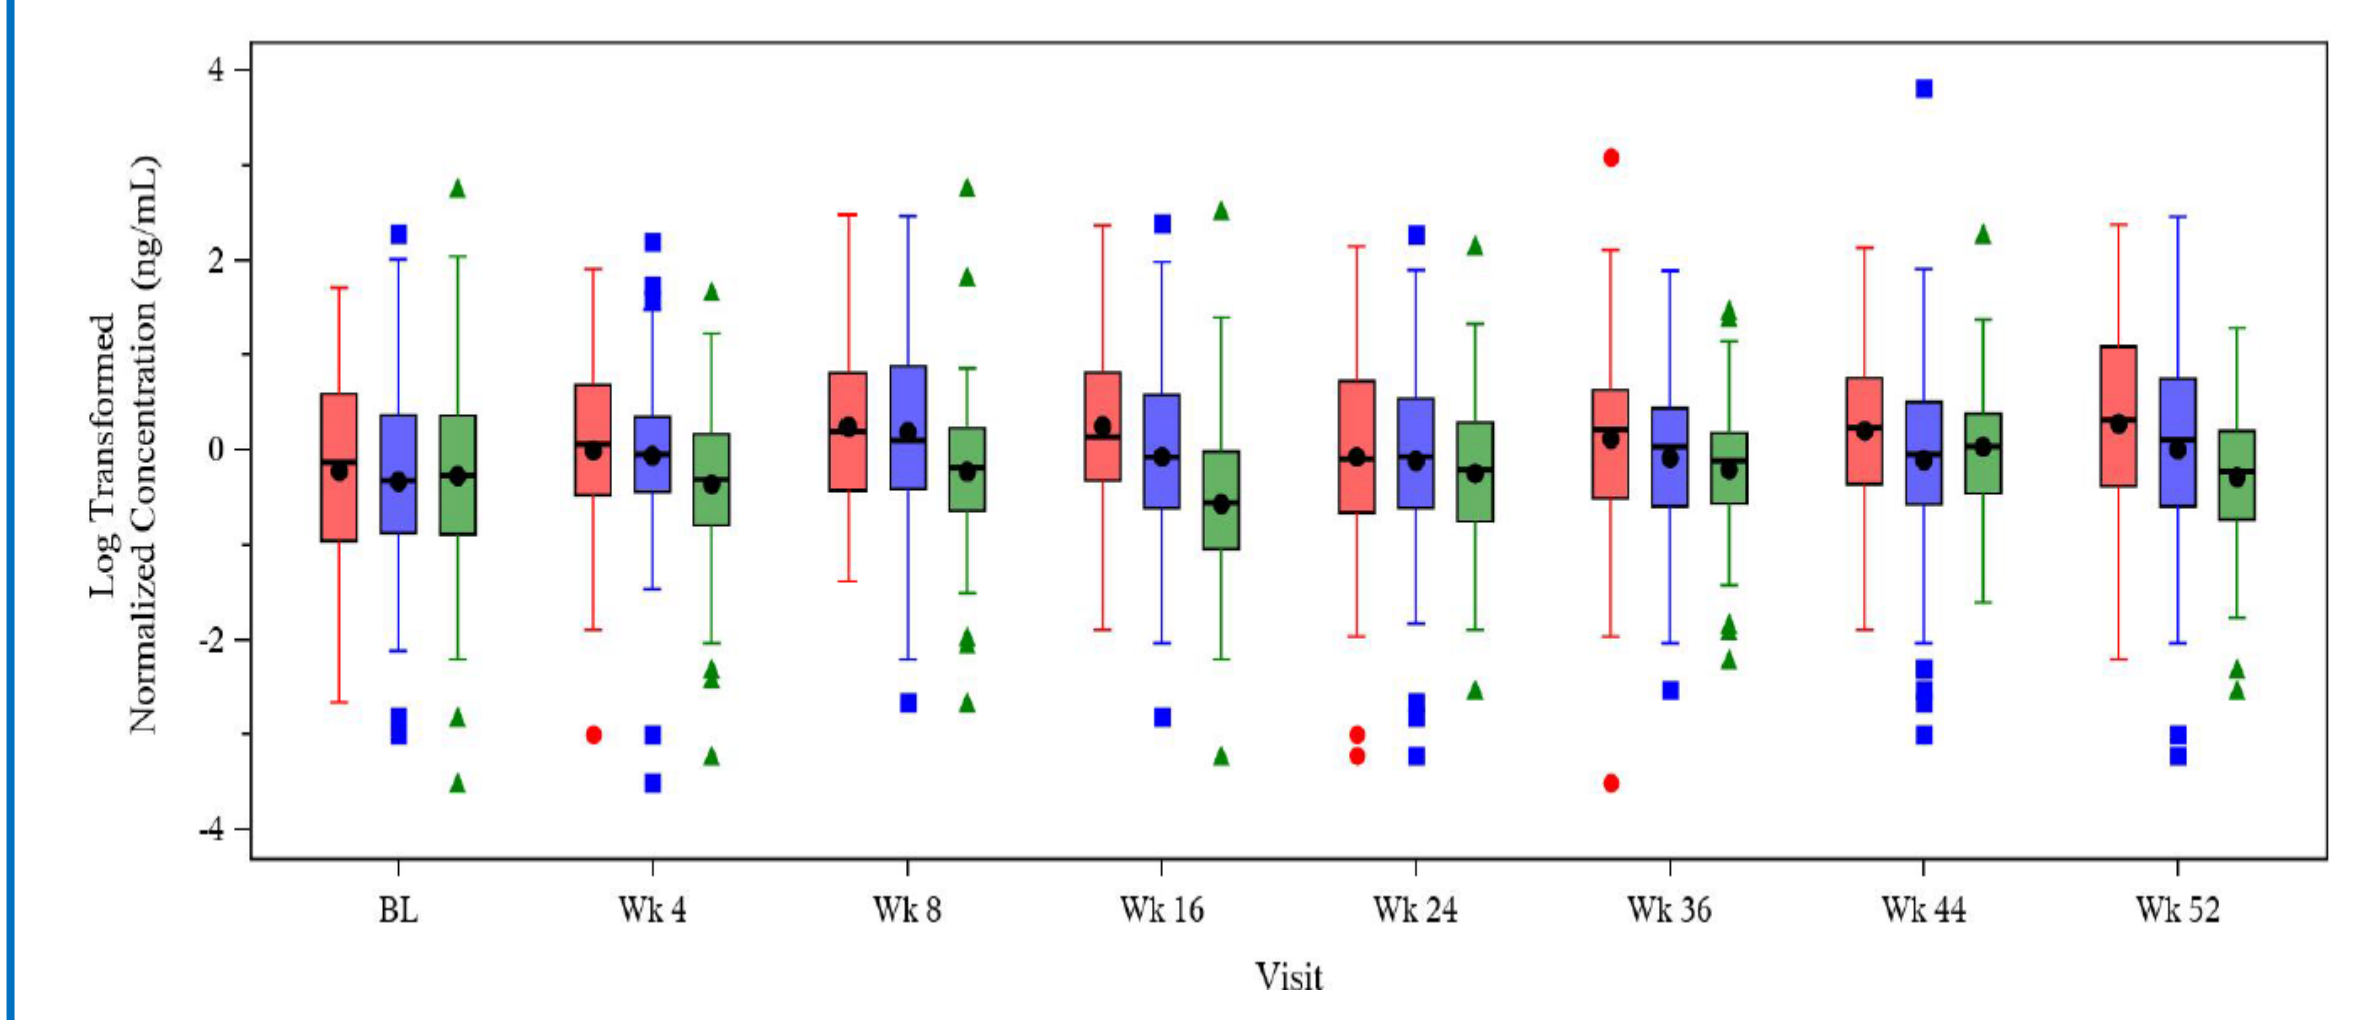 Log Transformed
Normalized Concentration (ng/mL)
4
2
0
-2
-4
BL Wk 4 Wk 8 Wk 16 Wk 24 Wk 36 Wk 44 Wk 52
Visit